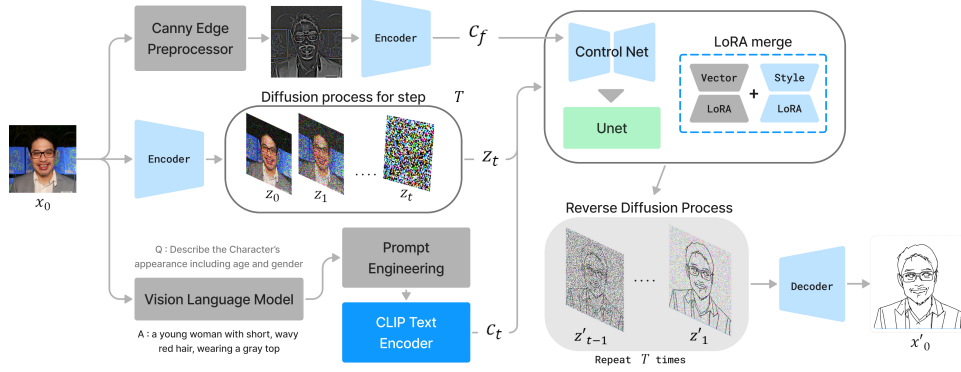 Canny Edge
Preprocessor
Encoder
C_f
Control Net
Unet
LoRA merge
Vector
LoRA
+
Style
LoRA
Diffusion process for step T
x_0
Encoder
z_0
z_1
....
z_t
z_t
Q : Describe the Character's
appearance including age and gender
Vision Language Model
A : a young woman with short, wavy
red hair, wearing a gray top
Prompt
Engineering
CLIP Text
Encoder
C_t
Reverse Diffusion Process
....
z'_{t-1}
z'_1
Repeat T times
Decoder
x'_0